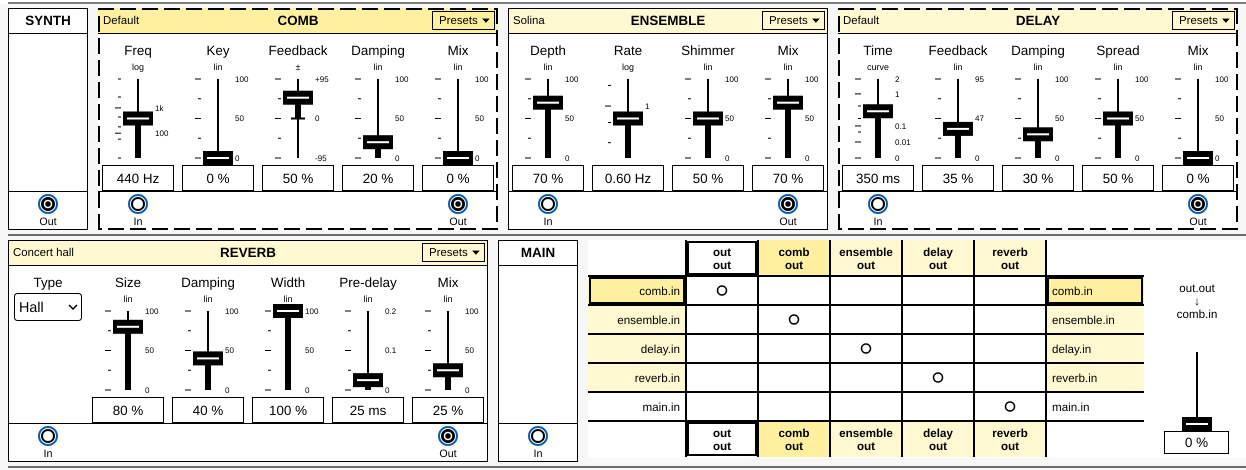 SYNTH
Out
Default COMB Presets
Freq Key Feedback Damping Mix
log lin ± lin lin
1k 100
100 50 0
+95 0 -95
100 50 0
100 50 0
440 Hz 0 % 50 % 20 % 0 %
In Out
Solina ENSEMBLE Presets
Depth Rate Shimmer Mix
lin log lin lin
100 50 0
1
100 50 0
100 50 0
70 % 0.60 Hz 50 % 70 %
In Out
Default DELAY Presets
Time Feedback Damping Spread Mix
curve lin lin lin lin
2 1 0.1 0.01 0
95 47 0
100 50 0
100 50 0
100 50 0
350 ms 35 % 30 % 50 % 0 %
In Out
Concert hall REVERB Presets
Type Size Damping Width Pre-delay Mix
lin lin lin lin lin
Hall
100 50 0
100 50 0
100 50 0
0.2 0.1 0
100 50 0
80 % 40 % 100 % 25 ms 25 %
In Out
MAIN
In
out comb ensemble delay reverb
out out out out out
comb.in comb.in
ensemble.in ensemble.in
delay.in delay.in
reverb.in reverb.in
main.in main.in
out comb ensemble delay reverb
out out out out out
out.out
↓
comb.in
0 %